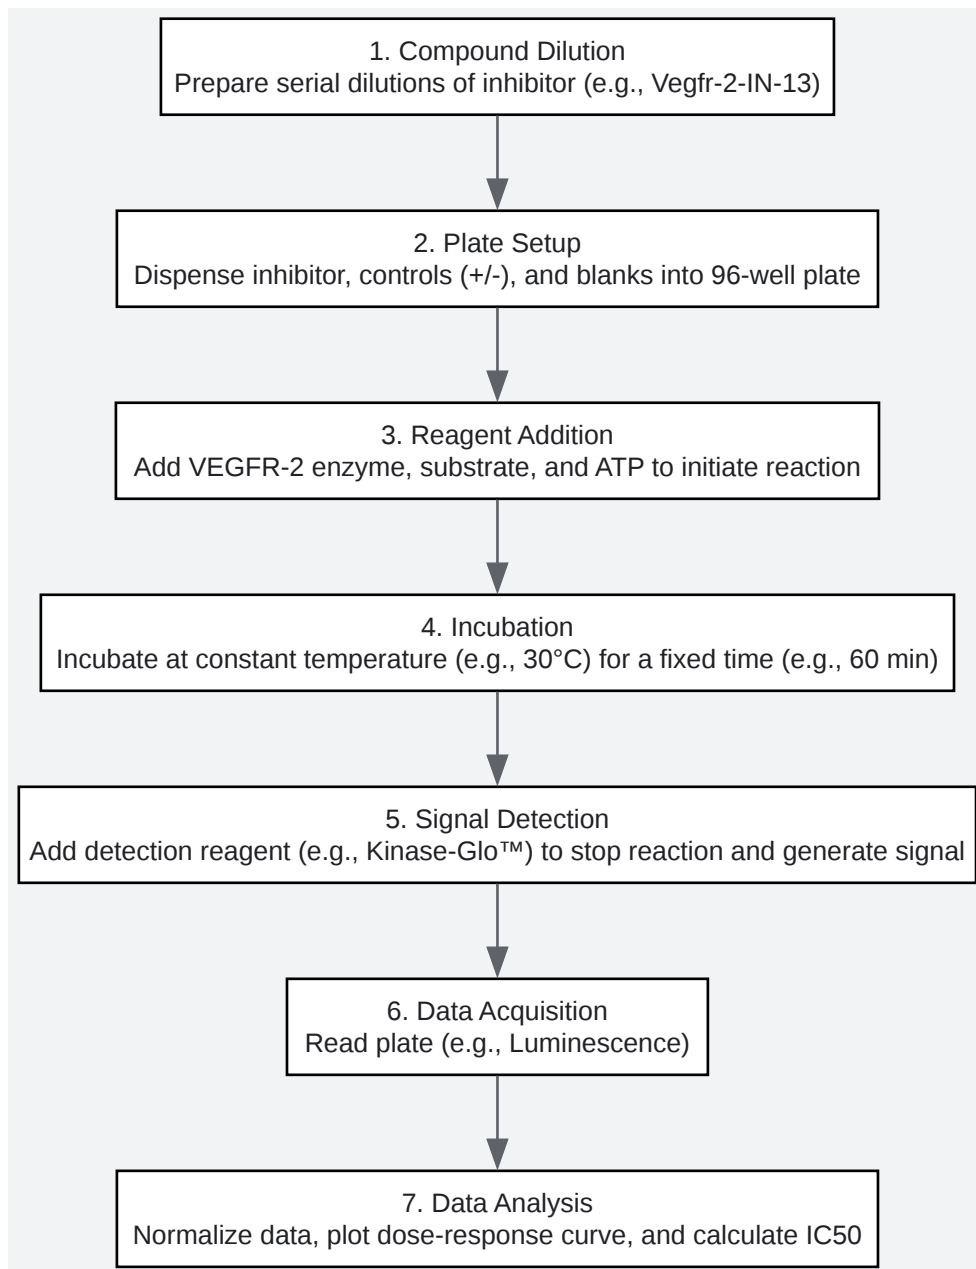 1. Compound Dilution
Prepare serial dilutions of inhibitor (e.g., Vegfr-2-IN-13)
2. Plate Setup
Dispense inhibitor, controls (+/-), and blanks into 96-well plate
3. Reagent Addition
Add VEGFR-2 enzyme, substrate, and ATP to initiate reaction
4. Incubation
Incubate at constant temperature (e.g., 30°C) for a fixed time (e.g., 60 min)
5. Signal Detection
Add detection reagent (e.g., Kinase-Glo™) to stop reaction and generate signal
6. Data Acquisition
Read plate (e.g., Luminescence)
7. Data Analysis
Normalize data, plot dose-response curve, and calculate IC50